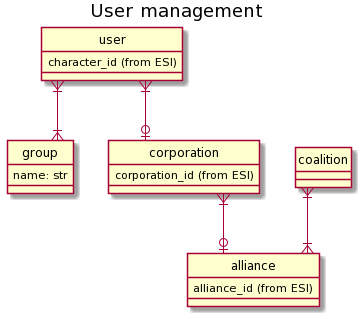 User management
user
character_id (from ESI)
group
name: str
corporation
corporation_id (from ESI)
coalition
alliance
alliance_id (from ESI)